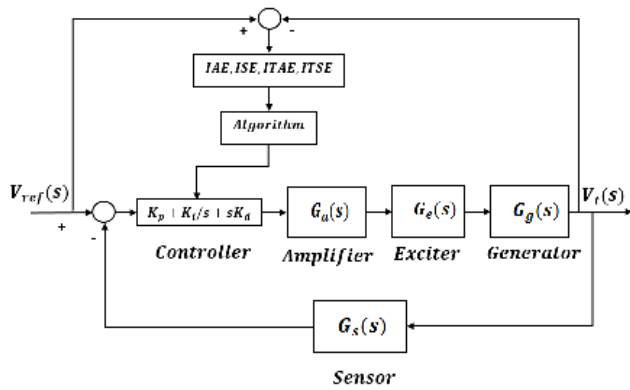 + -
IAE, ISE, ITAE, ITSE
Algorithm
V_ref(s)
V_t(s)
K_p + K_i/s + sK_d
G_a(s)
G_e(s)
G_g(s)
+
-
Controller
Amplifier
Exciter
Generator
G_s(s)
Sensor